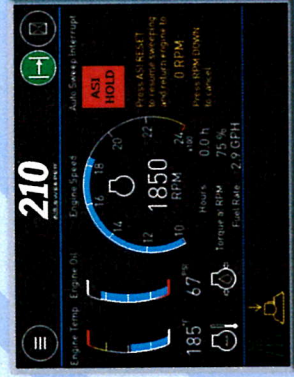 210
Engine Temp
Engine Oil
Engine Speed
Auto Sweep Interrupt
185 °F
67 PSI
10
12
14
16
18
20
22
24
x100
1850
RPM
Hours
0.0 h
Torque @ RPM
75 %
Fuel Rate
2.9 GPH
ASI
HOLD
Press ASI RESET
to resume sweeping
and return engine to
0 RPM
Press RPM DOWN
to cancel